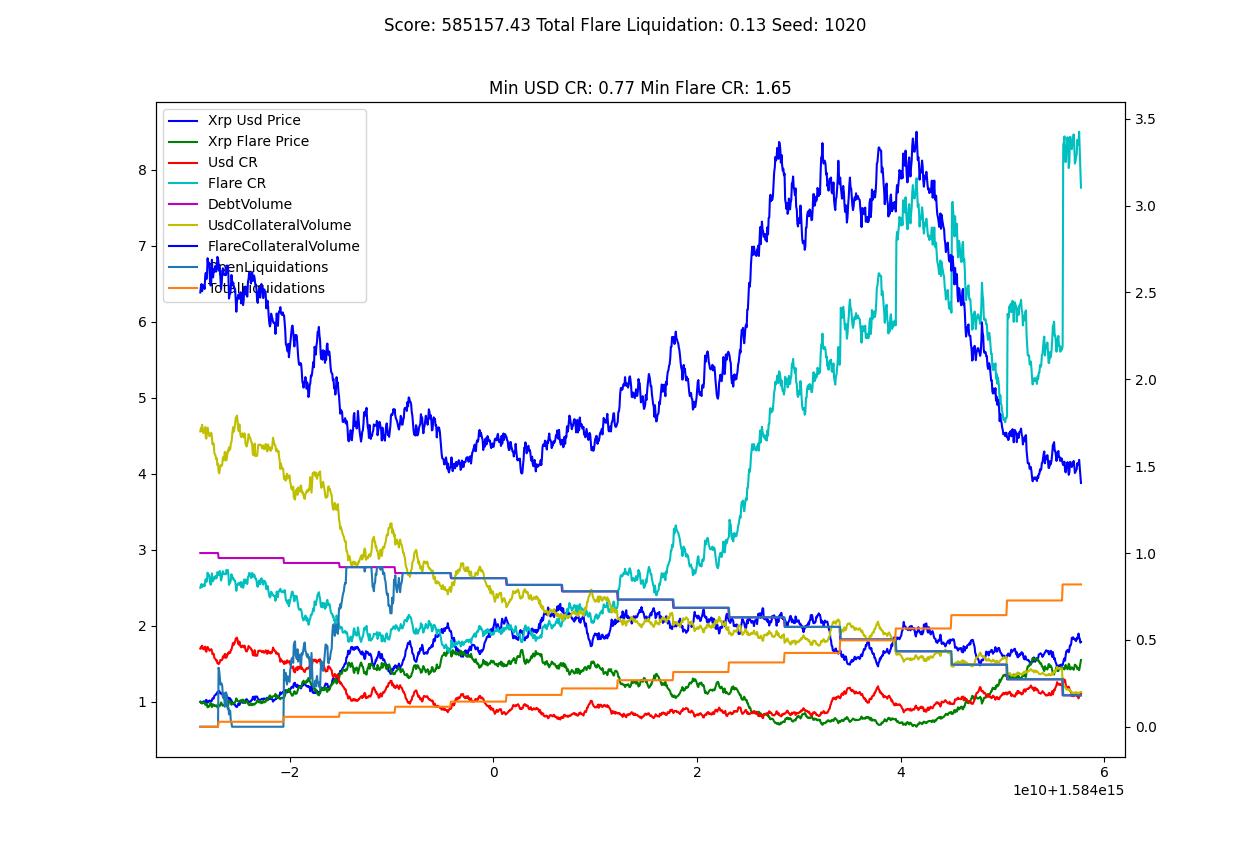 Score: 585157.43 Total Flare Liquidation: 0.13 Seed: 1020
Min USD CR: 0.77 Min Flare CR: 1.65
Xrp Usd Price
Xrp Flare Price
Usd CR
Flare CR
DebtVolume
UsdCollateralVolume
FlareCollateralVolume
OpenLiquidations
TotalLiquidations
8
7
6
5
4
3
2
1
3.5
3.0
2.5
2.0
1.5
1.0
0.5
0.0
−2
0
2
4
6
1e10+1.584e15